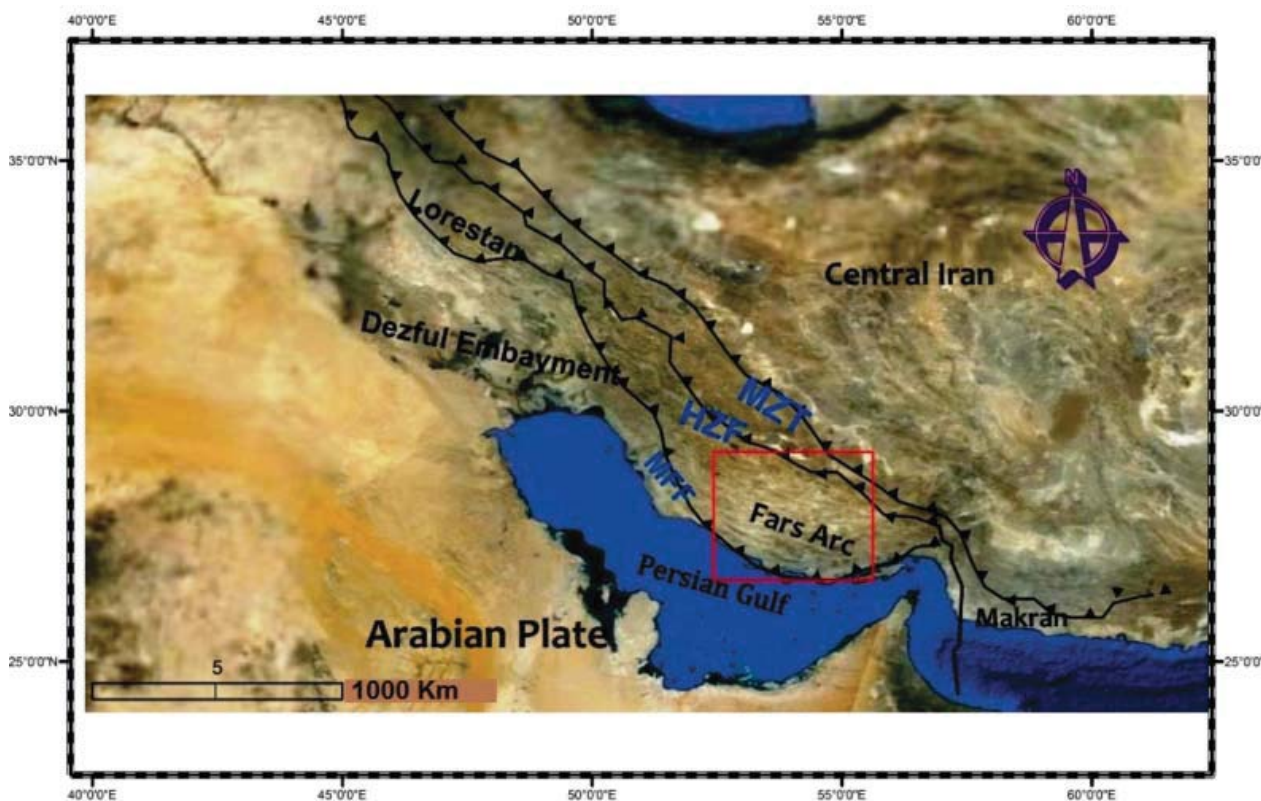 40°0'0"E 45°0'0"E 50°0'0"E 55°0'0"E 60°0'0"E
35°0'0"N 35°0'0"N
N
Lorestan
Central Iran
Dezful Embayment
MZT
30°0'0"N 30°0'0"N
HZF
MFF
Fars Arc
Persian Gulf
Makran
Arabian Plate
25°0'0"N 25°0'0"N
5
1000 Km
40°0'0"E 45°0'0"E 50°0'0"E 55°0'0"E 60°0'0"E